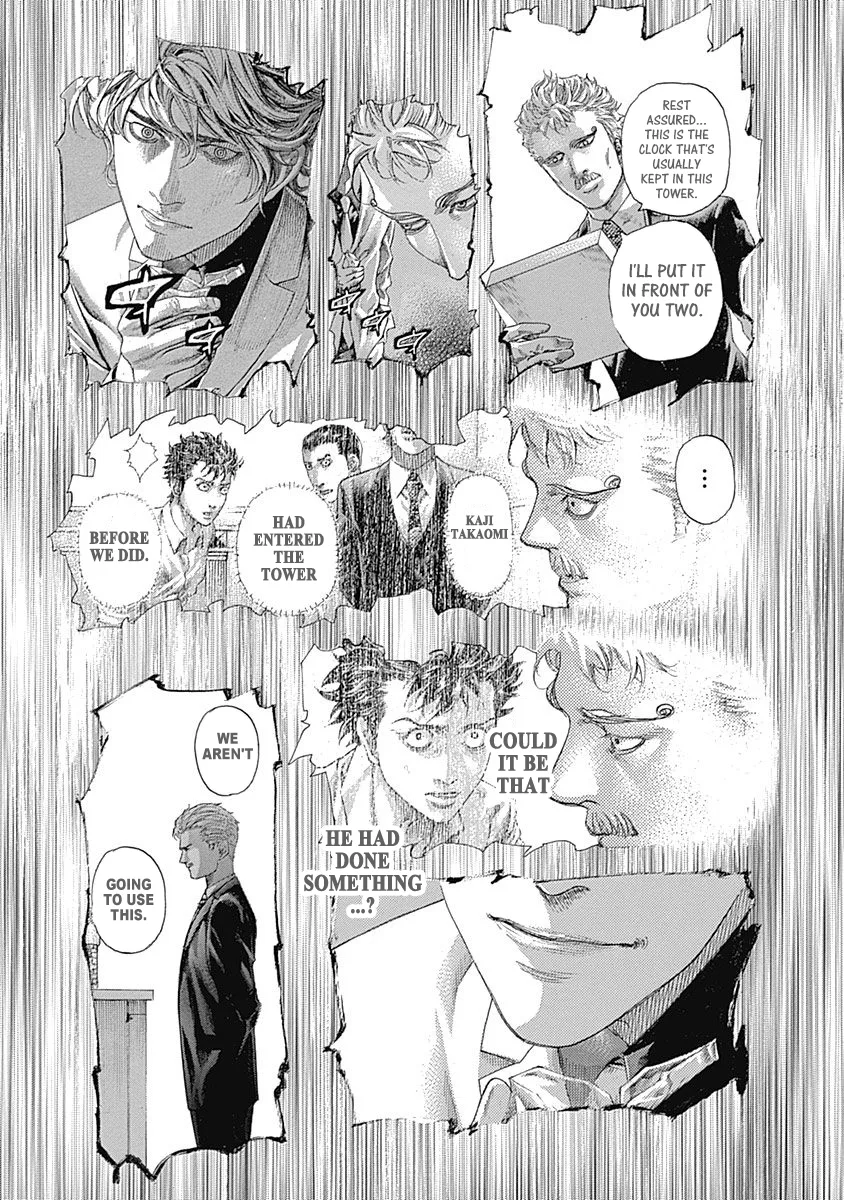 REST
ASSURED...
THIS IS THE
CLOCK THAT'S
USUALLY
KEPT IN THIS
TOWER.
I'LL PUT IT
IN FRONT OF
YOU TWO.
...
KAJI
TAKAOMI
HAD
ENTERED
THE
TOWER
BEFORE
WE DID.
COULD
IT BE
THAT
HE HAD
DONE
SOMETHING
...?
WE
AREN'T
GOING
TO USE
THIS.